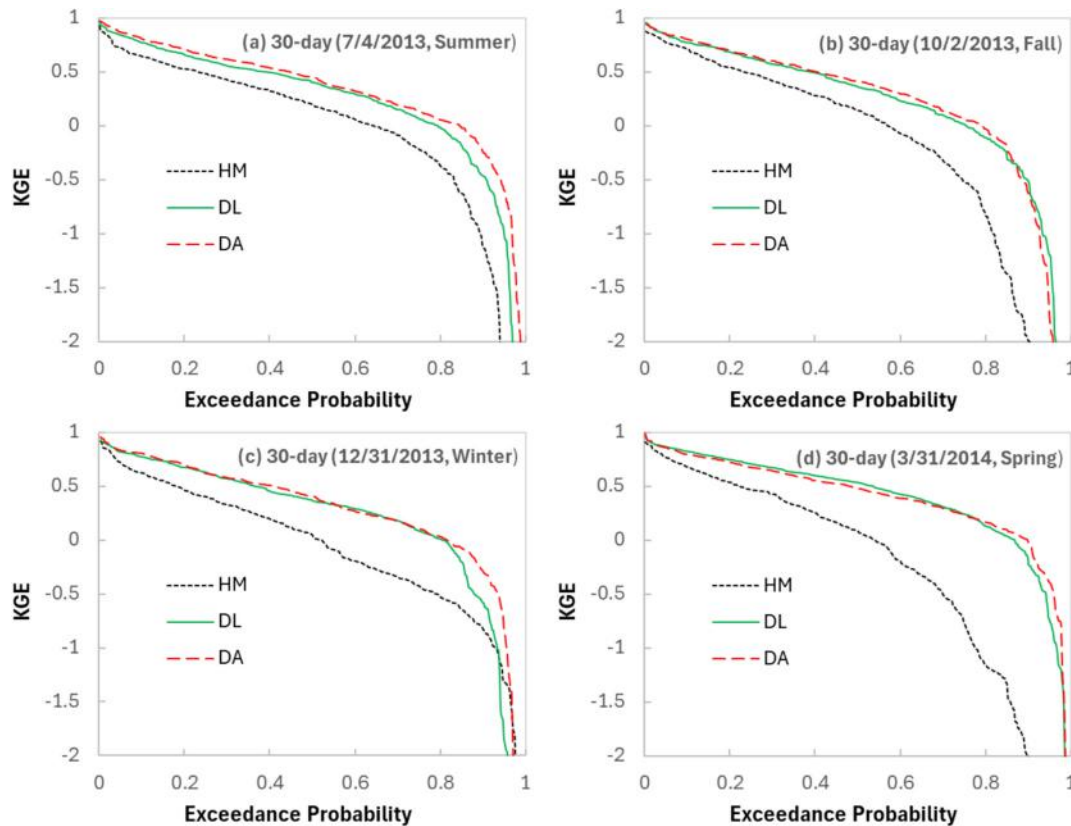 (a) 30-day (7/4/2013, Summer)
1
0.5
0
-0.5
-1
-1.5
-2
KGE
HM
DL
DA
0 0.2 0.4 0.6 0.8 1
Exceedance Probability
(b) 30-day (10/2/2013, Fall)
1
0.5
0
-0.5
-1
-1.5
-2
KGE
HM
DL
DA
0 0.2 0.4 0.6 0.8 1
Exceedance Probability
(c) 30-day (12/31/2013, Winter)
1
0.5
0
-0.5
-1
-1.5
-2
KGE
HM
DL
DA
0 0.2 0.4 0.6 0.8 1
Exceedance Probability
(d) 30-day (3/31/2014, Spring)
1
0.5
0
-0.5
-1
-1.5
-2
KGE
HM
DL
DA
0 0.2 0.4 0.6 0.8 1
Exceedance Probability